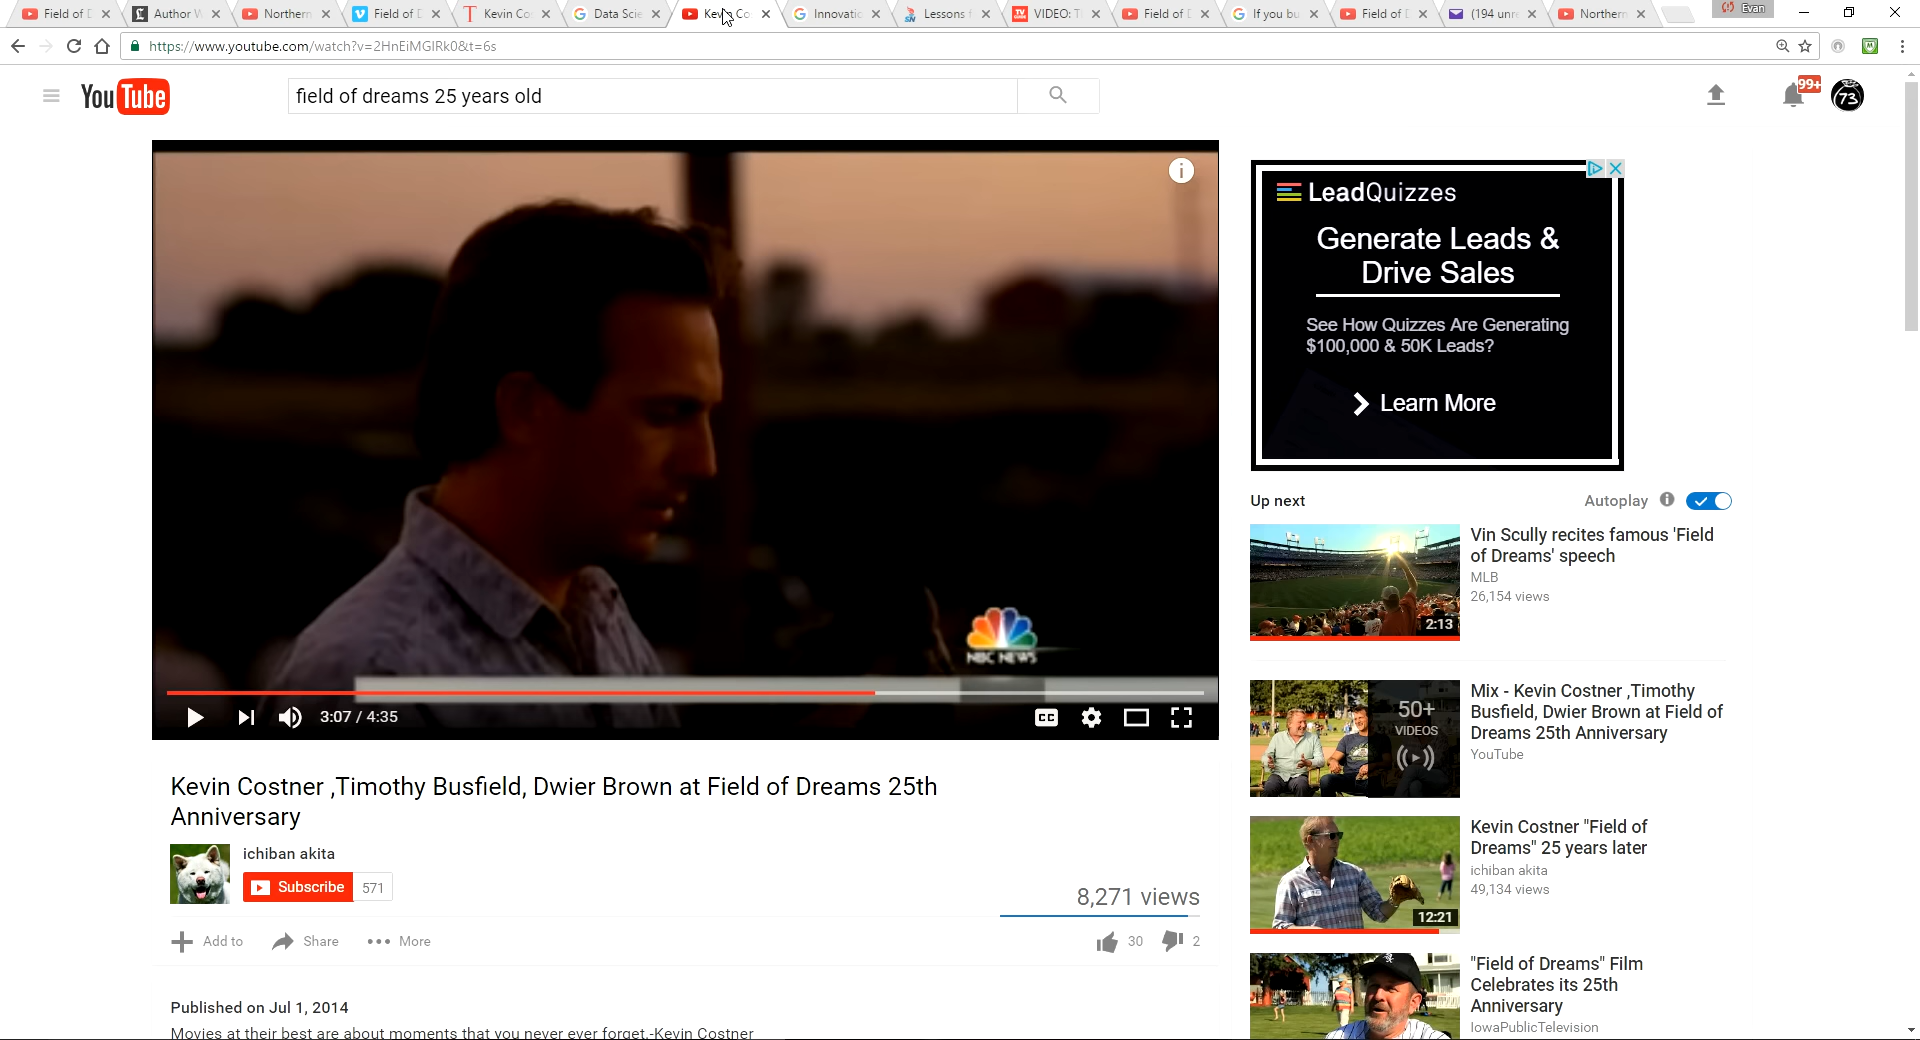 Field of D
Author W
Northern
Field of D
Kevin Co
Data Scie
Kevin Co
Innovatio
Lessons f
VIDEO: T
Field of D
If you bu
Field of D
(194 unre
Northern
Evan
https://www.youtube.com/watch?v=2HnEiMGIRk0&t=6s
YouTube
field of dreams 25 years old
99+
73
NBC NEWS
3:07 / 4:35
CC
Kevin Costner ,Timothy Busfield, Dwier Brown at Field of Dreams 25th
Anniversary
ichiban akita
Subscribe 571
8,271 views
Add to Share More
30 2
Published on Jul 1, 2014
Movies at their best are about moments that you never ever forget.-Kevin Costner
LeadQuizzes
Generate Leads &
Drive Sales
See How Quizzes Are Generating
$100,000 & 50K Leads?
Learn More
Up next
Autoplay
2:13
Vin Scully recites famous 'Field
of Dreams' speech
MLB
26,154 views
50+
VIDEOS
Mix - Kevin Costner ,Timothy
Busfield, Dwier Brown at Field of
Dreams 25th Anniversary
YouTube
12:21
Kevin Costner "Field of
Dreams" 25 years later
ichiban akita
49,134 views
"Field of Dreams" Film
Celebrates its 25th
Anniversary
IowaPublicTelevision